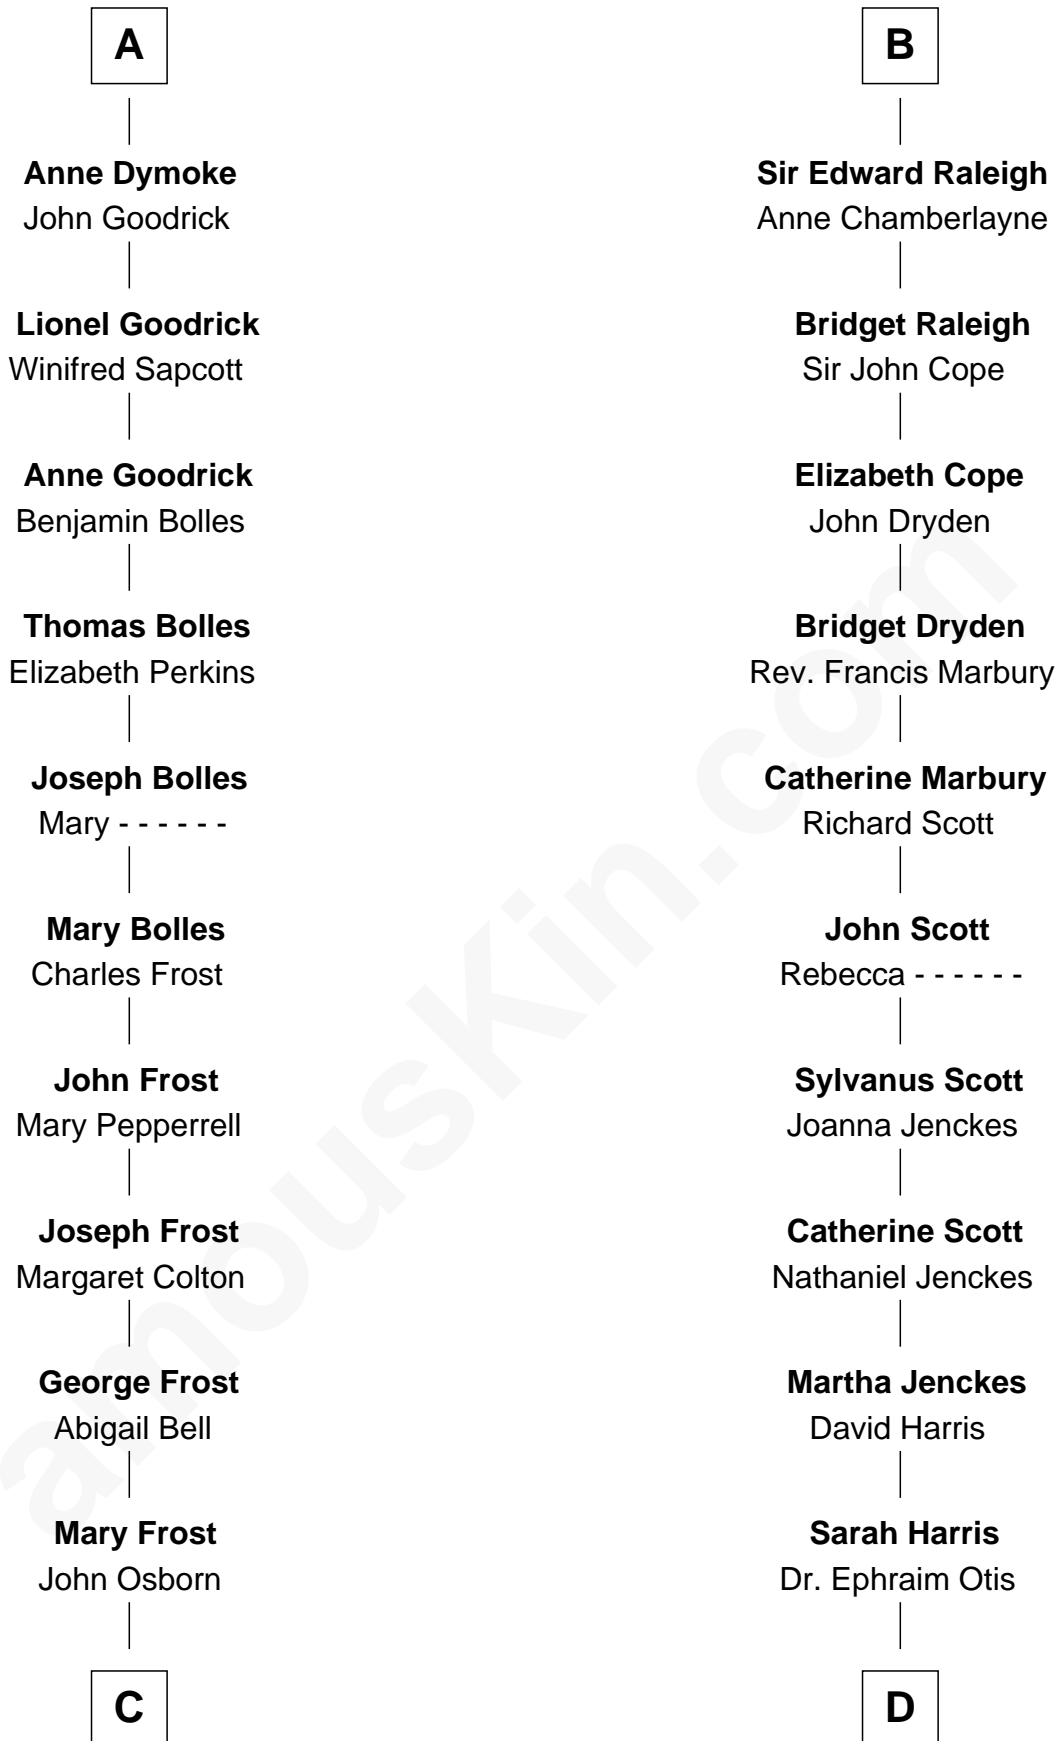 A
Anne Dymoke
John Goodrick
Lionel Goodrick
Winifred Sapcott
Anne Goodrick
Benjamin Bolles
Thomas Bolles
Elizabeth Perkins
Joseph Bolles
Mary - - - - - -
Mary Bolles
Charles Frost
John Frost
Mary Pepperrell
Joseph Frost
Margaret Colton
George Frost
Abigail Bell
Mary Frost
John Osborn
C
B
Sir Edward Raleigh
Anne Chamberlayne
Bridget Raleigh
Sir John Cope
Elizabeth Cope
John Dryden
Bridget Dryden
Rev. Francis Marbury
Catherine Marbury
Richard Scott
John Scott
Rebecca - - - - - -
Sylvanus Scott
Joanna Jenckes
Catherine Scott
Nathaniel Jenckes
Martha Jenckes
David Harris
Sarah Harris
Dr. Ephraim Otis
D
amousKin.com